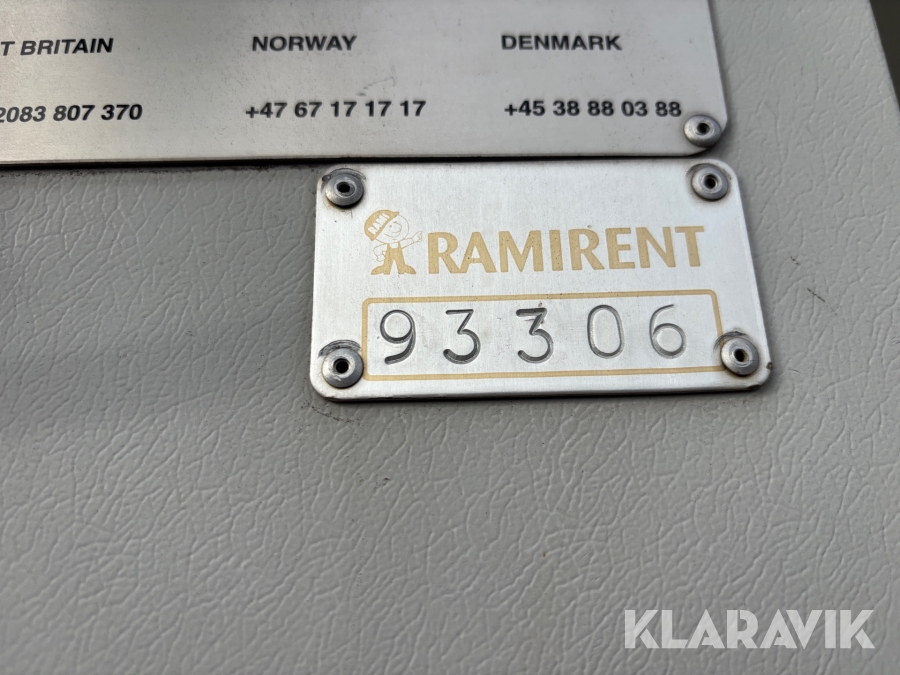 T BRITAIN NORWAY DENMARK
2083 807 370 +47 67 17 17 17 +45 38 88 03 88
RAMI
RAMIRENT
93306
KLARAVIK